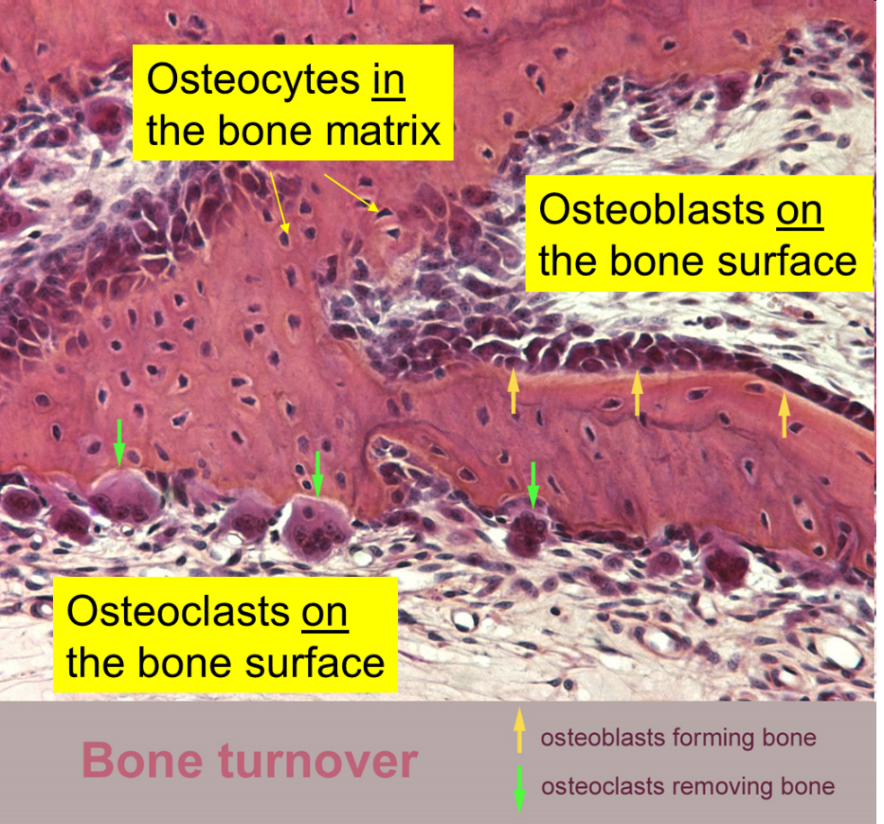 Osteocytes in
the bone matrix
Osteoblasts on
the bone surface
Osteoclasts on
the bone surface
Bone turnover
osteoblasts forming bone
osteoclasts removing bone